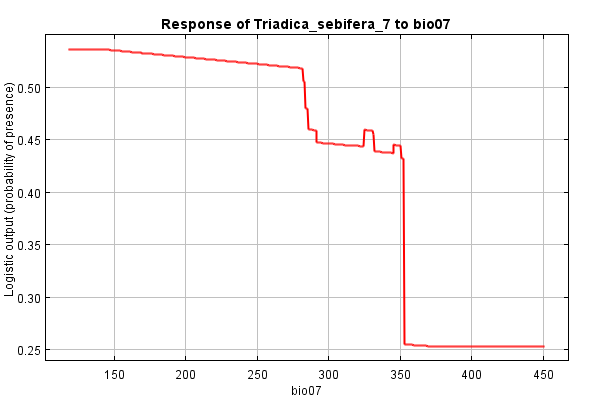 Response of Triadica_sebifera_7 to bio07
Logistic output (probability of presence)
0.50
0.45
0.40
0.35
0.30
0.25
150 200 250 300 350 400 450
bio07